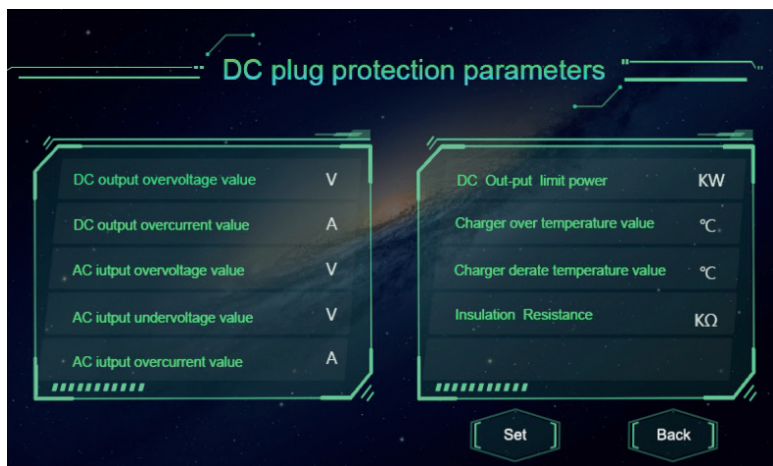 DC plug protection parameters
DC output overvoltage value V
DC output overcurrent value A
AC iutput overvoltage value V
AC iutput undervoltage value V
AC iutput overcurrent value A
DC Out-put limit power KW
Charger over temperature value ℃
Charger derate temperature value ℃
Insulation Resistance KΩ
Set
Back